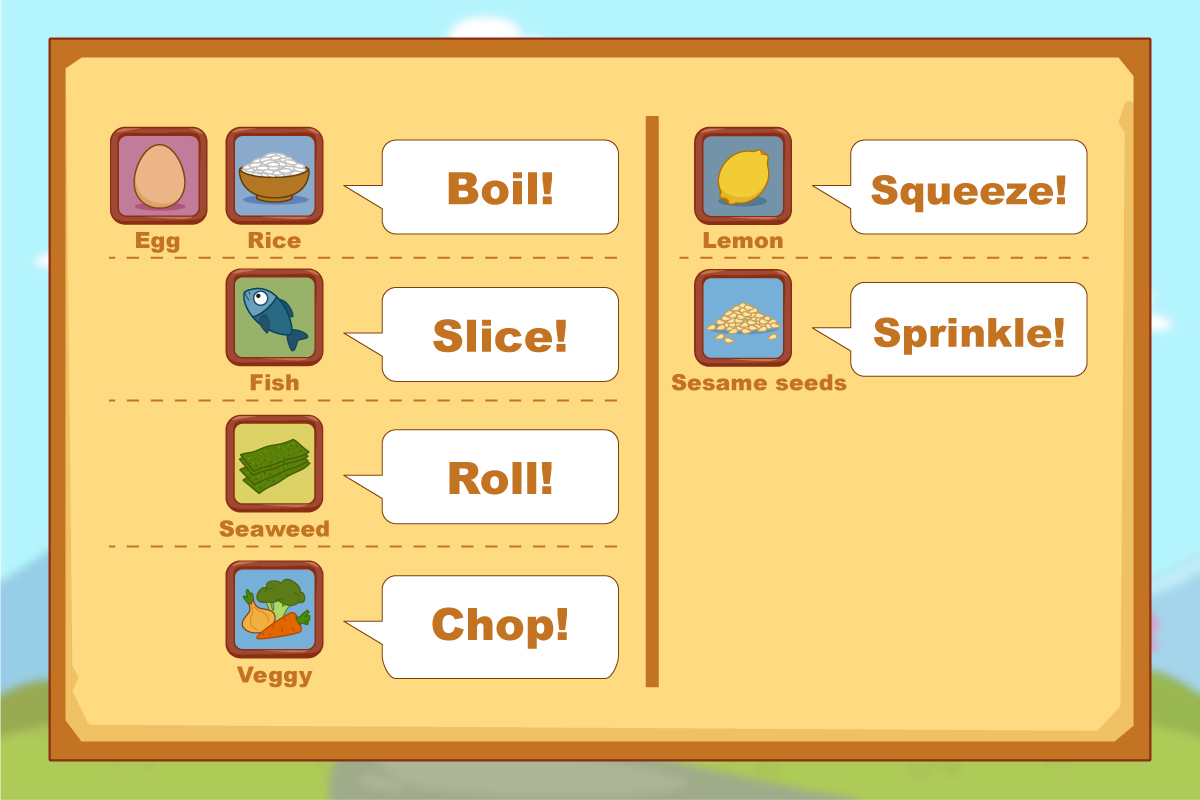 Egg
Rice
Boil!
Fish
Slice!
Seaweed
Roll!
Veggy
Chop!
Lemon
Squeeze!
Sesame seeds
Sprinkle!